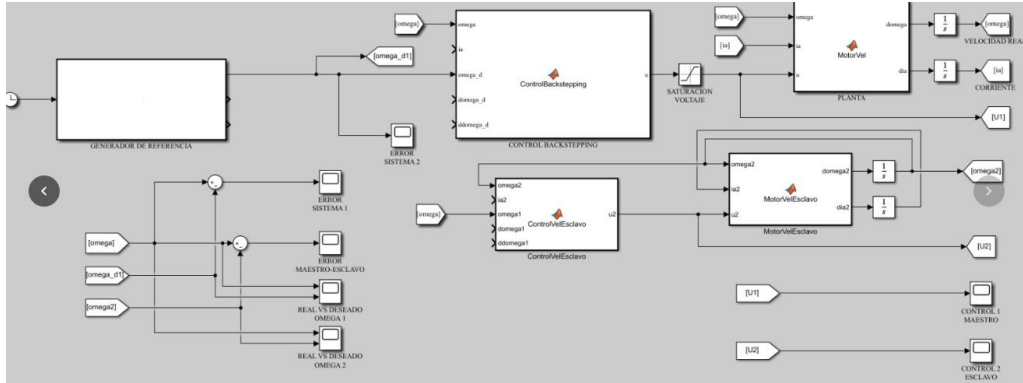 [omega]
omega
ia
omega_d
domega_d
ddomega_d
ControlBackstepping
u
CONTROL BACKSTEPPING
[omega_d1]
GENERADOR DE REFERENCIA
ERROR
SISTEMA 2
SATURACION
VOLTAJE
[omega]
[ia]
omega
ia
u
MotorVel
domega
dia
PLANTA
1
s
1
s
[omega]
VELOCIDAD REA
[ia]
CORRIENTE
[U1]
omega2
ia2
omega1
domega1
ddomega1
ControlVelEsclavo
u2
ControlVelEsclavo
[omega]
omega2
ia2
u2
MotorVelEsclavo
domega2
dia2
MotorVelEsclavo
1
s
1
s
[omega2]
[U2]
ERROR
SISTEMA 1
[omega]
ERROR
MAESTRO-ESCLAVO
[omega_d1]
REAL VS DESEADO
OMEGA 1
[omega2]
REAL VS DESEADO
OMEGA 2
[U1]
CONTROL 1
MAESTRO
[U2]
CONTROL 2
ESCLAVO